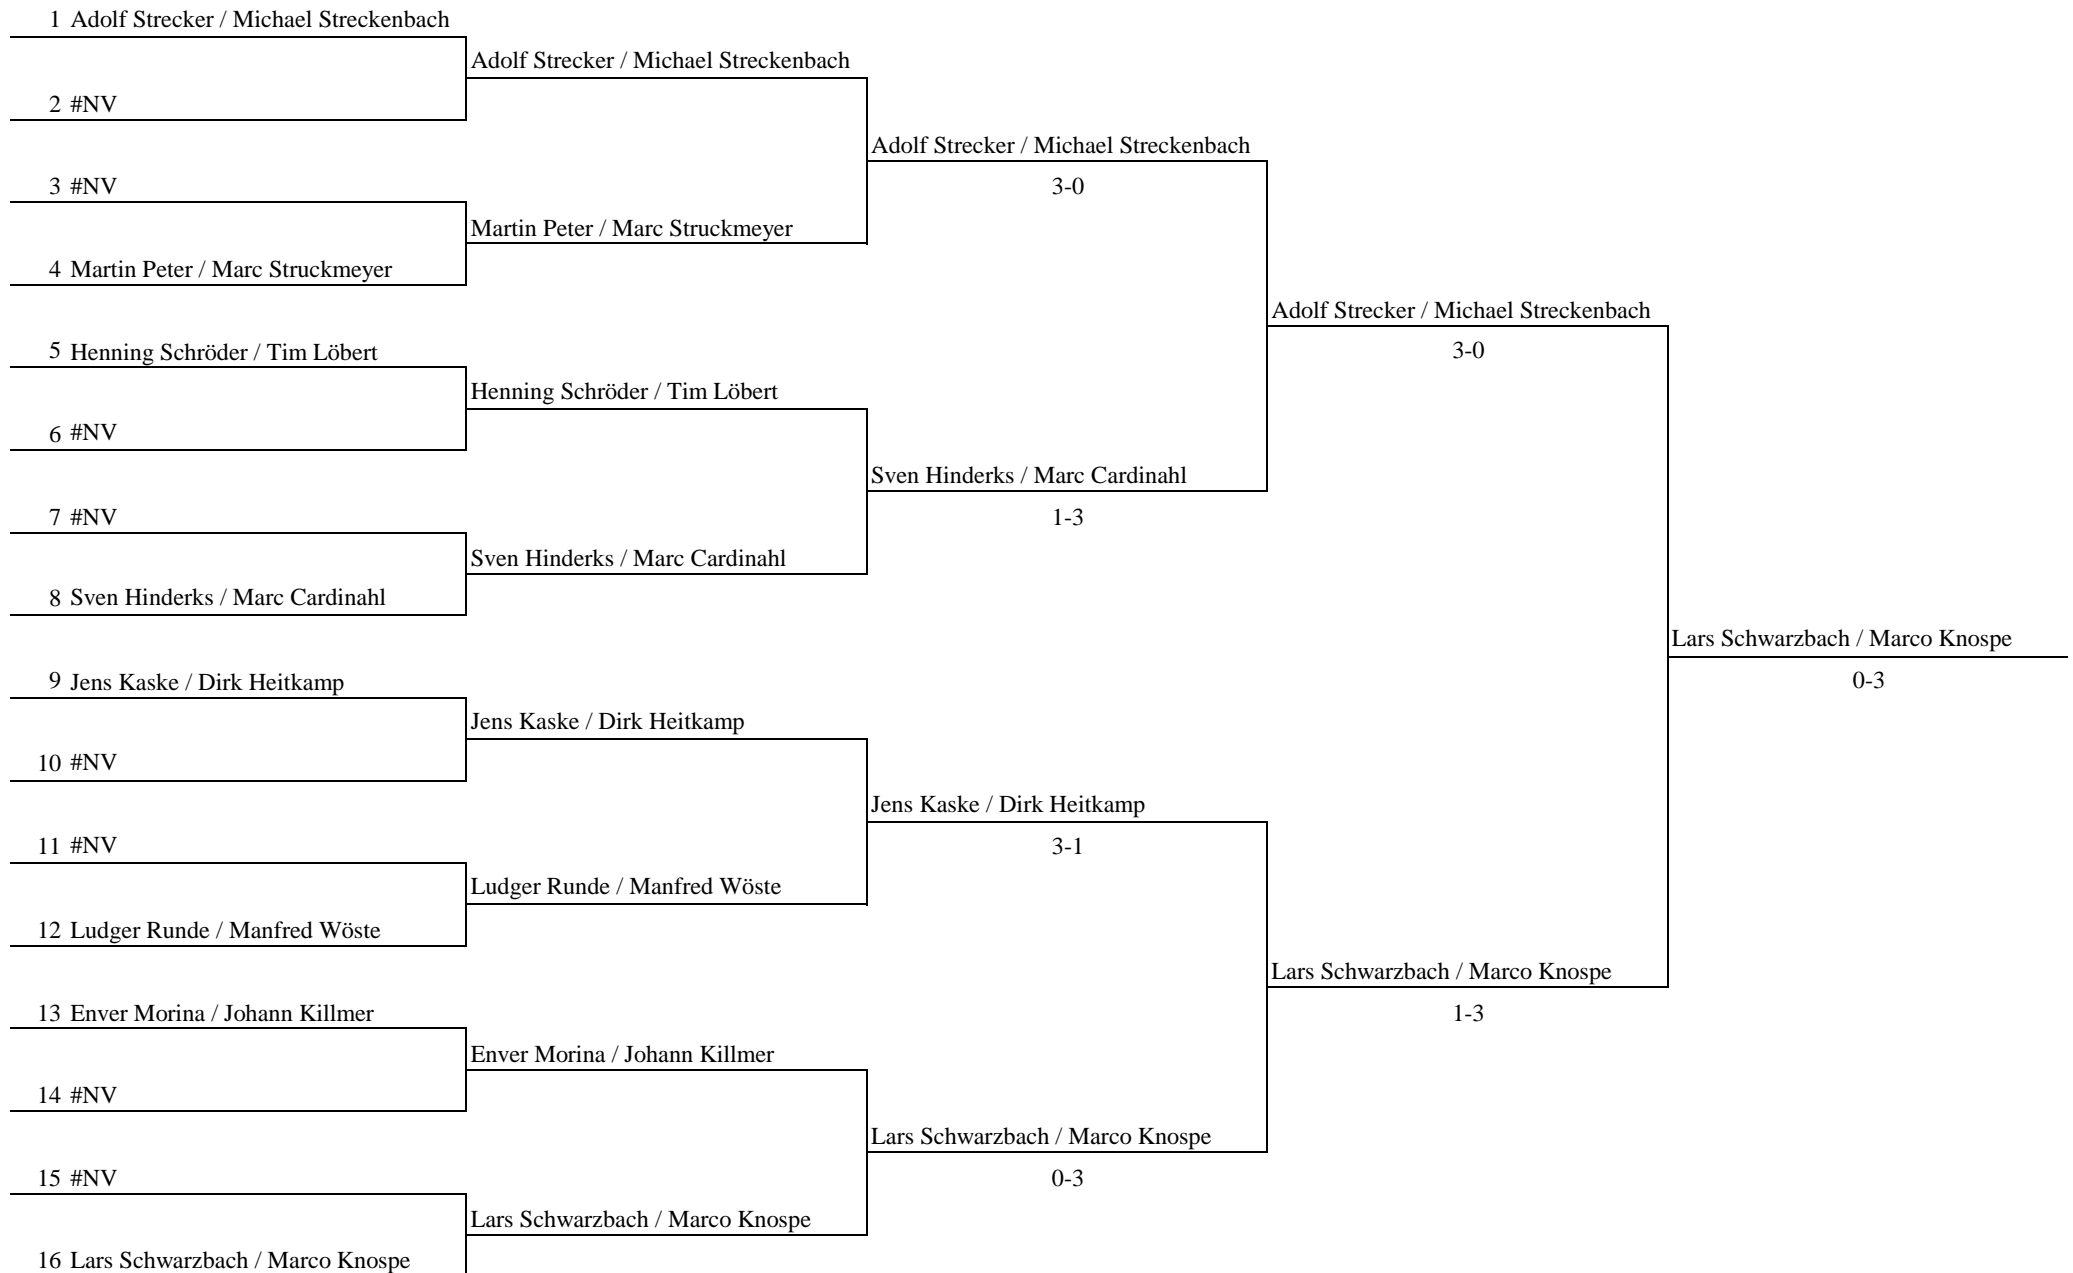 1 Adolf Strecker / Michael Streckenbach
Adolf Strecker / Michael Streckenbach
2 #NV
Adolf Strecker / Michael Streckenbach
3 #NV
3-0
Martin Peter / Marc Struckmeyer
4 Martin Peter / Marc Struckmeyer
Adolf Strecker / Michael Streckenbach
5 Henning Schröder / Tim Löbert
3-0
Henning Schröder / Tim Löbert
6 #NV
Sven Hinderks / Marc Cardinahl
7 #NV
1-3
Sven Hinderks / Marc Cardinahl
8 Sven Hinderks / Marc Cardinahl
Lars Schwarzbach / Marco Knospe
9 Jens Kaske / Dirk Heitkamp
0-3
Jens Kaske / Dirk Heitkamp
10 #NV
Jens Kaske / Dirk Heitkamp
11 #NV
3-1
Ludger Runde / Manfred Wöste
12 Ludger Runde / Manfred Wöste
Lars Schwarzbach / Marco Knospe
13 Enver Morina / Johann Killmer
1-3
Enver Morina / Johann Killmer
14 #NV
Lars Schwarzbach / Marco Knospe
15 #NV
0-3
Lars Schwarzbach / Marco Knospe
16 Lars Schwarzbach / Marco Knospe